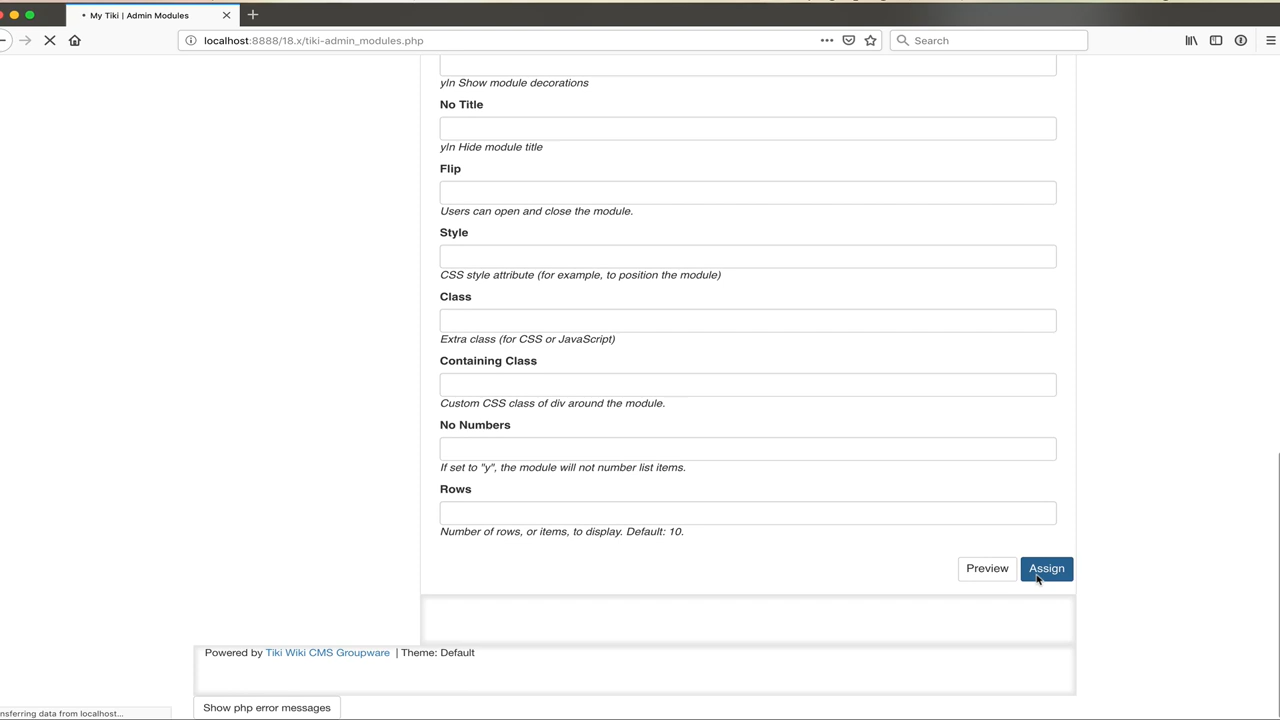 My Tiki | Admin Modules
localhost:8888/18.x/tiki-admin_modules.php
Search
y|n Show module decorations
No Title
y|n Hide module title
Flip
Users can open and close the module.
Style
CSS style attribute (for example, to position the module)
Class
Extra class (for CSS or JavaScript)
Containing Class
Custom CSS class of div around the module.
No Numbers
If set to "y", the module will not number list items.
Rows
Number of rows, or items, to display. Default: 10.
Preview Assign
Powered by Tiki Wiki CMS Groupware | Theme: Default
Show php error messages
nsferring data from localhost...